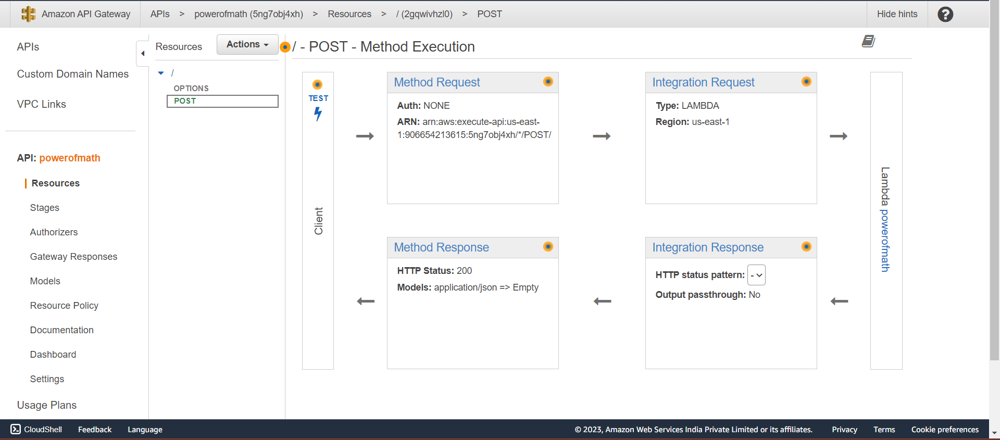 Amazon API Gateway
APIs > powerofmath (5ng7obj4xh) > Resources > / (2gqwivhzl0) > POST
Hide hints
?
APIs
Custom Domain Names
VPC Links
API: powerofmath
Resources
Stages
Authorizers
Gateway Responses
Models
Resource Policy
Documentation
Dashboard
Settings
Usage Plans
Resources
Actions
/
OPTIONS
POST
/ - POST - Method Execution
TEST
Client
Method Request
Auth: NONE
ARN: arn:aws:execute-api:us-east-
1:906654213615:5ng7obj4xh/*/POST/
Integration Request
Type: LAMBDA
Region: us-east-1
Lambda powerofmath
Method Response
HTTP Status: 200
Models: application/json => Empty
Integration Response
HTTP status pattern: -
Output passthrough: No
CloudShell
Feedback
Language
© 2023, Amazon Web Services India Private Limited or its affiliates.
Privacy
Terms
Cookie preferences